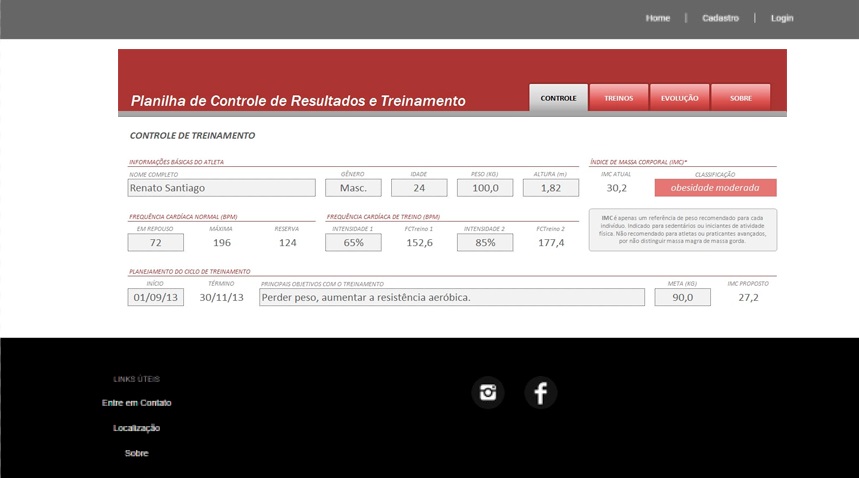 Home | Cadastro | Login
Planilha de Controle de Resultados e Treinamento
CONTROLE TREINOS EVOLUÇÃO SOBRE
CONTROLE DE TREINAMENTO
INFORMAÇÕES BÁSICAS DO ATLETA
NOME COMPLETO GÊNERO IDADE PESO (KG) ALTURA (m)
Renato Santiago Masc. 24 100,0 1,82
ÍNDICE DE MASSA CORPORAL (IMC)*
IMC ATUAL CLASSIFICAÇÃO
30,2 obesidade moderada
IMC é apenas um referência de peso recomendado para cada
indivíduo. Indicado para sedentários ou iniciantes de atividade
física. Não recomendado para atletas ou praticantes avançados,
por não distinguir massa magra de massa gorda.
FREQUÊNCIA CARDÍACA NORMAL (BPM)
EM REPOUSO MÁXIMA RESERVA
72 196 124
FREQUÊNCIA CARDÍACA DE TREINO (BPM)
INTENSIDADE 1 FCTreino 1 INTENSIDADE 2 FCTreino 2
65% 152,6 85% 177,4
PLANEJAMENTO DO CICLO DE TREINAMENTO
INÍCIO TÉRMINO PRINCIPAIS OBJETIVOS COM O TREINAMENTO META (KG) IMC PROPOSTO
01/09/13 30/11/13 Perder peso, aumentar a resistência aeróbica. 90,0 27,2
LINKS ÚTEIS
Entre em Contato
Localização
Sobre